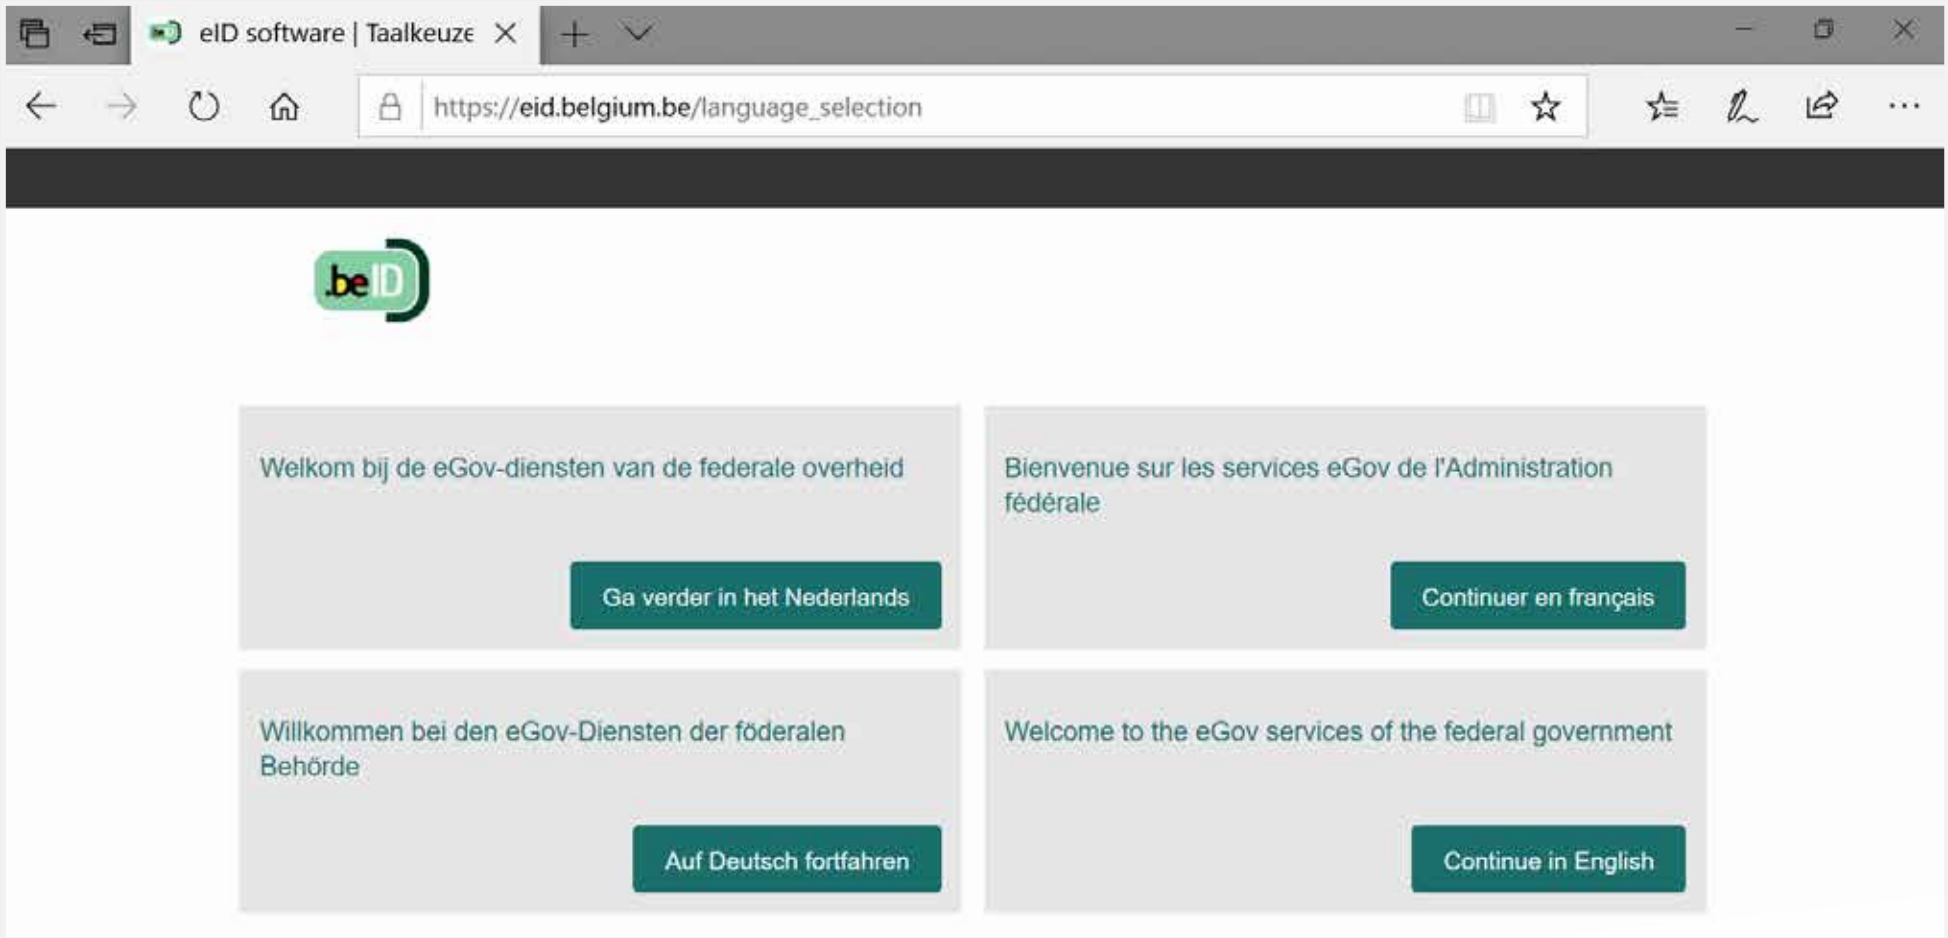 eID software | Taalkeuze
https://eid.belgium.be/language_selection
.beID
Welkom bij de eGov-diensten van de federale overheid
Ga verder in het Nederlands
Bienvenue sur les services eGov de l'Administration
fédérale
Continuer en français
Willkommen bei den eGov-Diensten der föderalen
Behörde
Auf Deutsch fortfahren
Welcome to the eGov services of the federal government
Continue in English